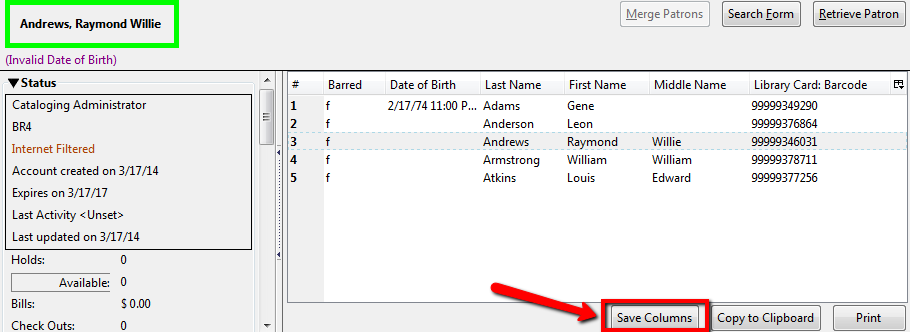 Andrews, Raymond Willie
Merge Patrons Search Form Retrieve Patron
(Invalid Date of Birth)
▼Status
Cataloging Administrator
BR4
Internet Filtered
Account created on 3/17/14
Expires on 3/17/17
Last Activity <Unset>
Last updated on 3/17/14
Holds: 0
Available: 0
Bills: $ 0.00
Check Outs: 0
# Barred Date of Birth Last Name First Name Middle Name Library Card: Barcode
1 f 2/17/74 11:00 P... Adams Gene 99999349290
2 f Anderson Leon 99999376864
3 f Andrews Raymond Willie 99999346031
4 f Armstrong William William 99999378711
5 f Atkins Louis Edward 99999377256
Save Columns Copy to Clipboard Print